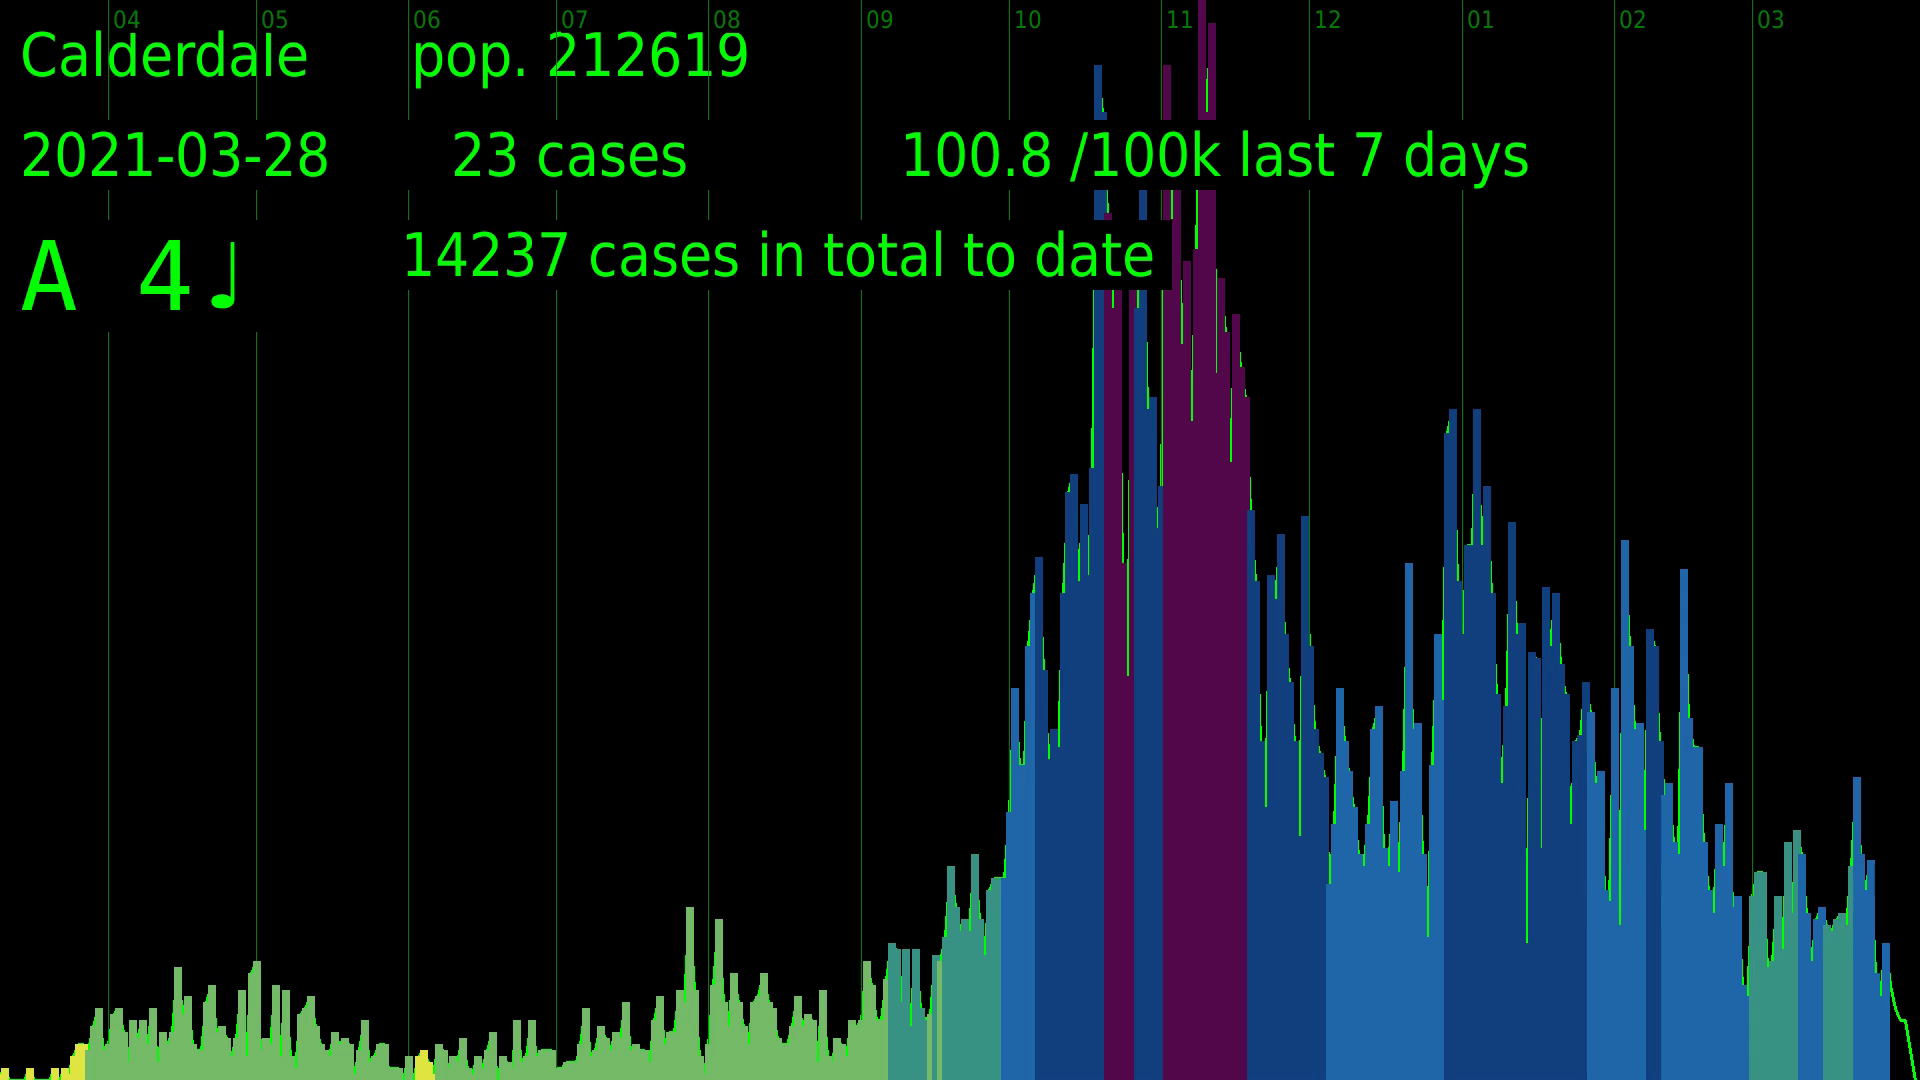 04 05 06 07 08 09 10 11 12 01 02 03
Calderdale pop. 212619
2021-03-28 23 cases 100.8 /100k last 7 days
A 4♩ 14237 cases in total to date